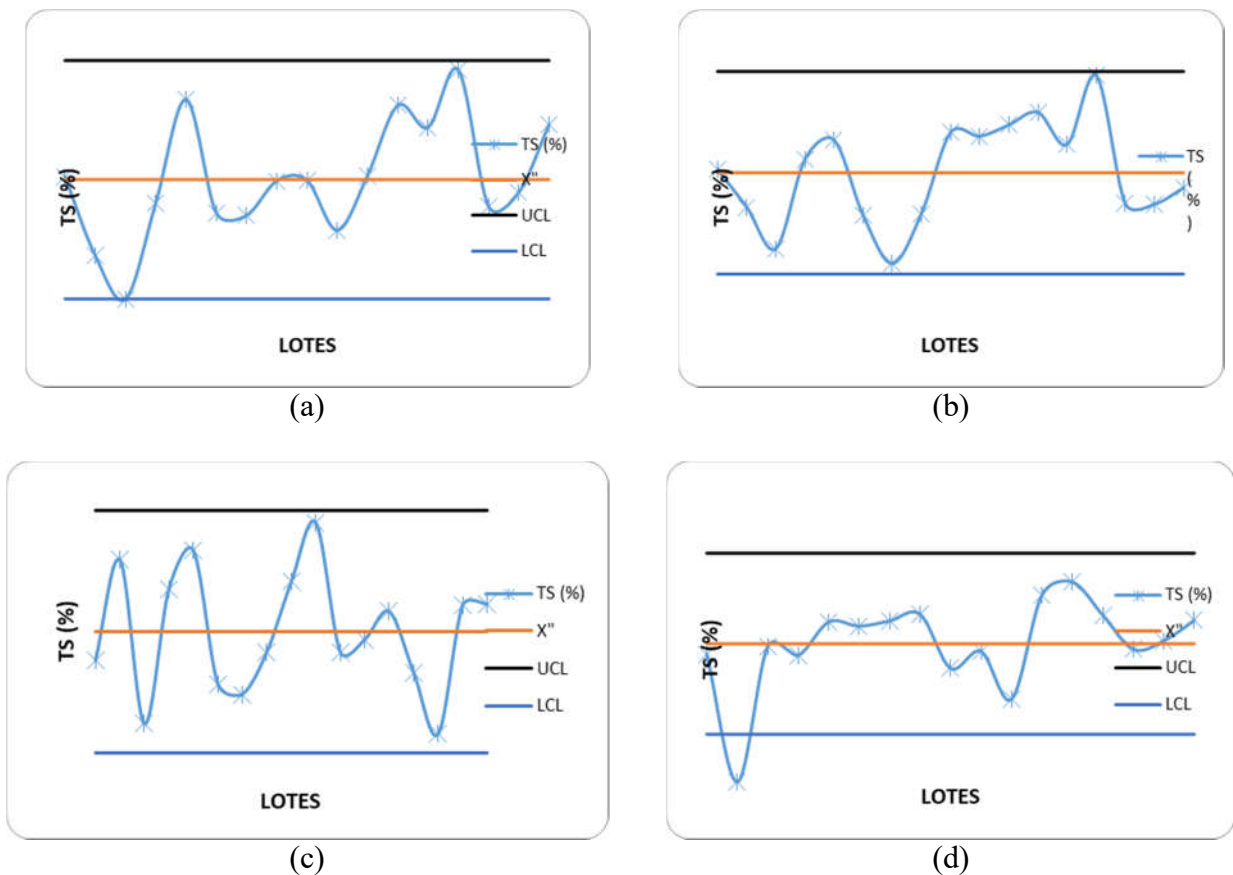 TS (%)
TS (%)
X"
UCL
LCL
LOTES
(a)
TS (%)
TS
(
%
)
LOTES
(b)
TS (%)
TS (%)
X"
UCL
LCL
LOTES
(c)
TS (%)
TS (%)
X"
UCL
LCL
LOTES
(d)